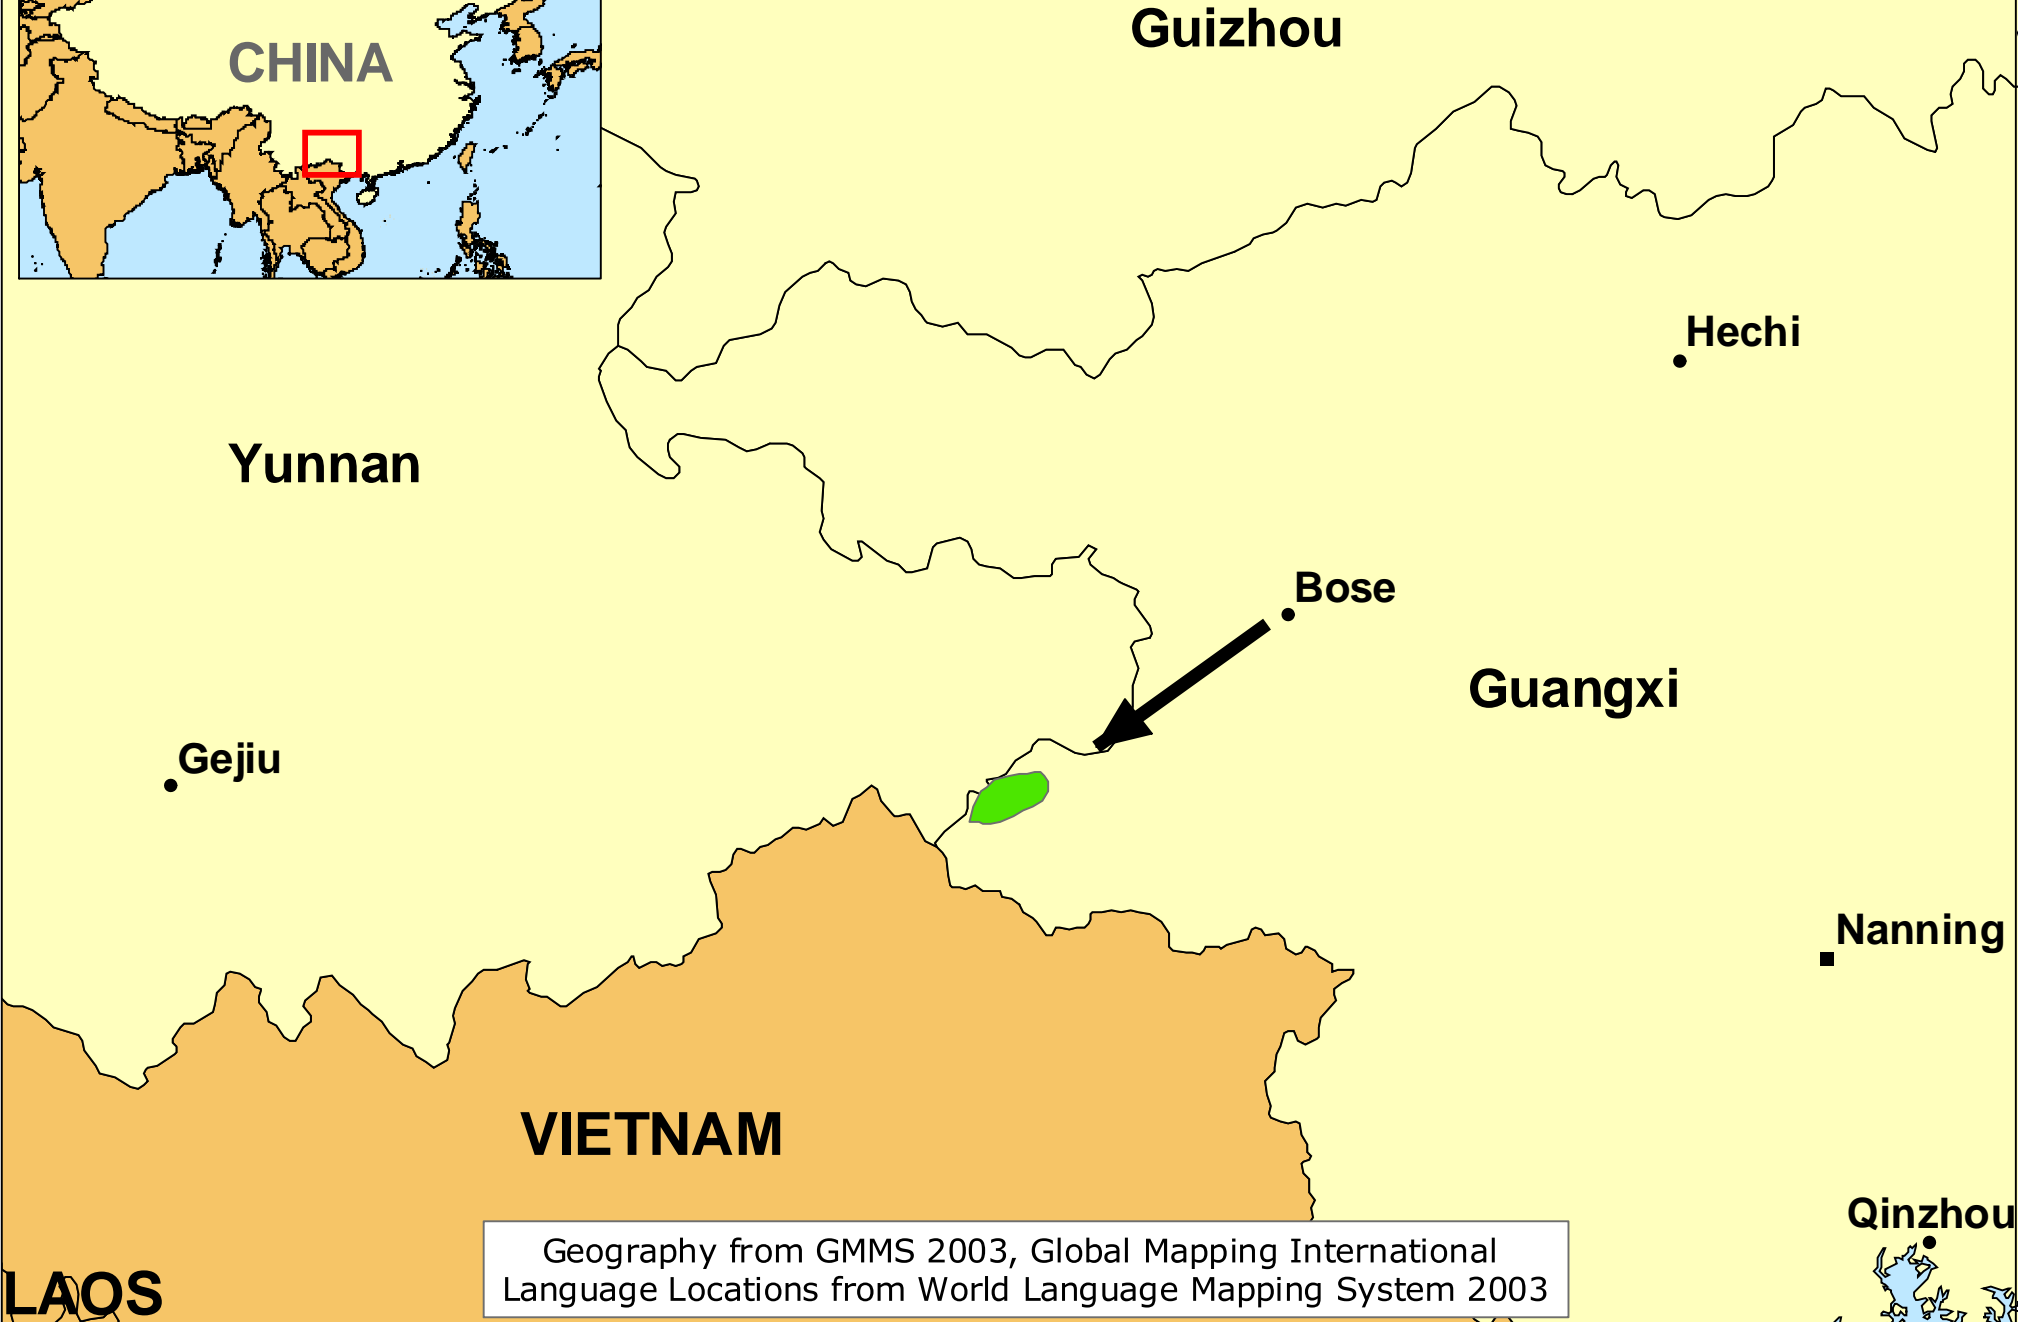 Guizhou
CHINA
Hechi
Yunnan
Bose
Guangxi
Gejiu
Nanning
VIETNAM
Qinzhou
Geography from GMMS 2003, Global Mapping International
Language Locations from World Language Mapping System 2003
LAOS